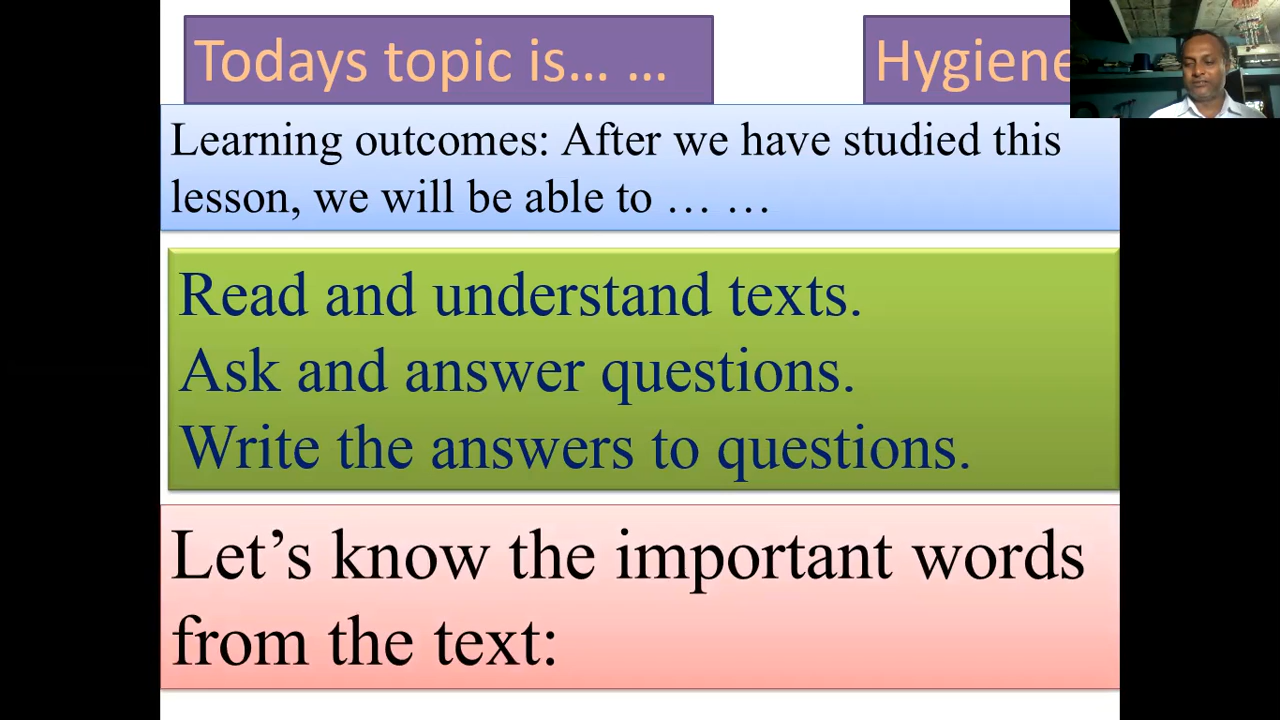 Todays topic is… …
Hygiene
Learning outcomes: After we have studied this
lesson, we will be able to … …
Read and understand texts.
Ask and answer questions.
Write the answers to questions.
Let’s know the important words
from the text: